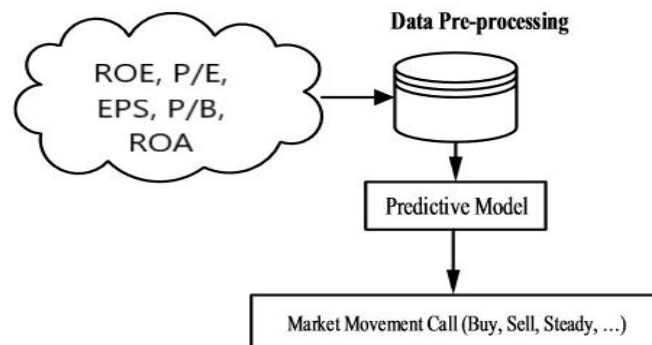 Data Pre-processing
ROE, P/E,
EPS, P/B,
ROA
Predictive Model
Market Movement Call (Buy, Sell, Steady, ...)